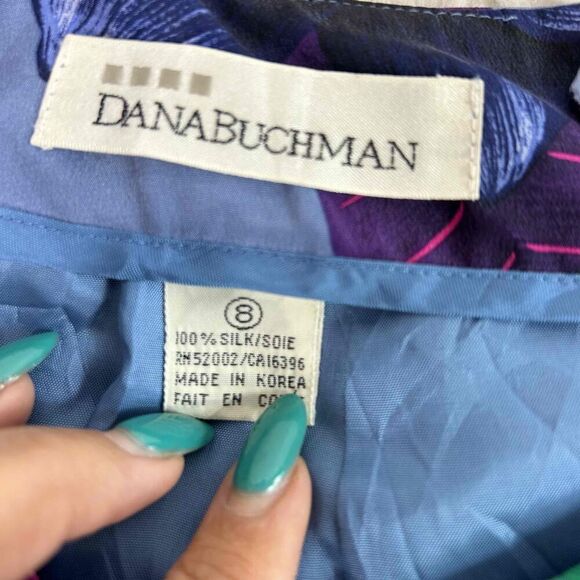 DANABUCHMAN
8
100% SILK/SOIE
RN52002/CA16396
MADE IN KOREA
FAIT EN